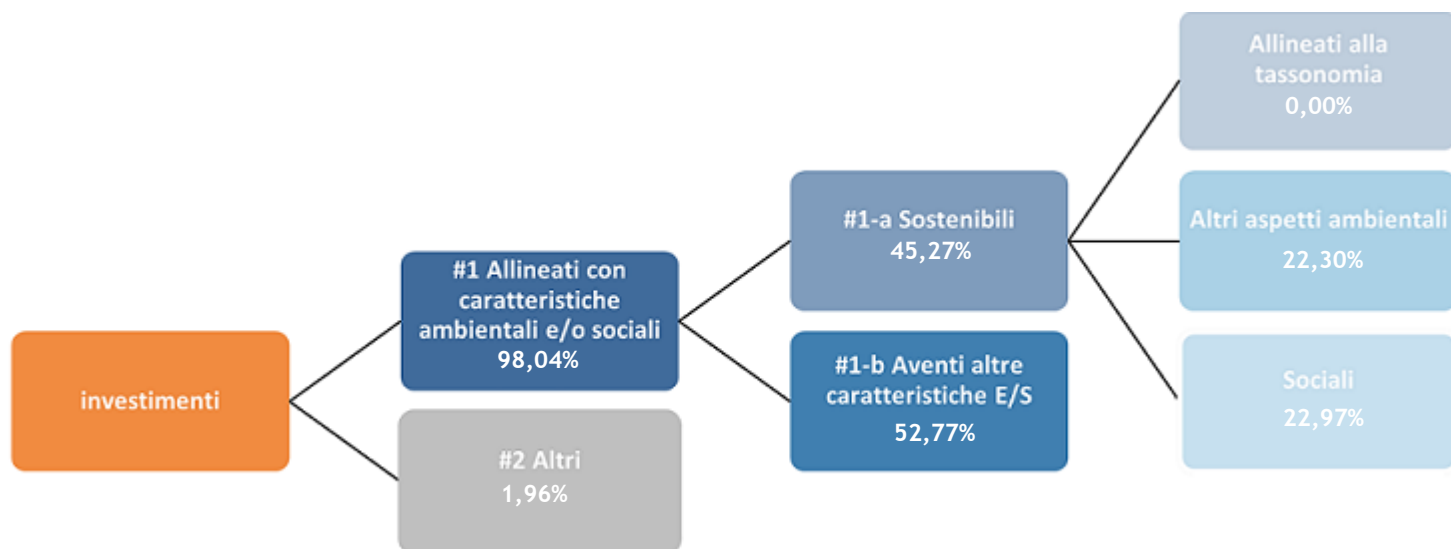 investimenti
#1 Allineati con
caratteristiche
ambientali e/o sociali
98,04%
#2 Altri
1,96%
#1-a Sostenibili
45,27%
#1-b Aventi altre
caratteristiche E/S
52,77%
Allineati alla
tassonomia
0,00%
Altri aspetti ambientali
22,30%
Sociali
22,97%